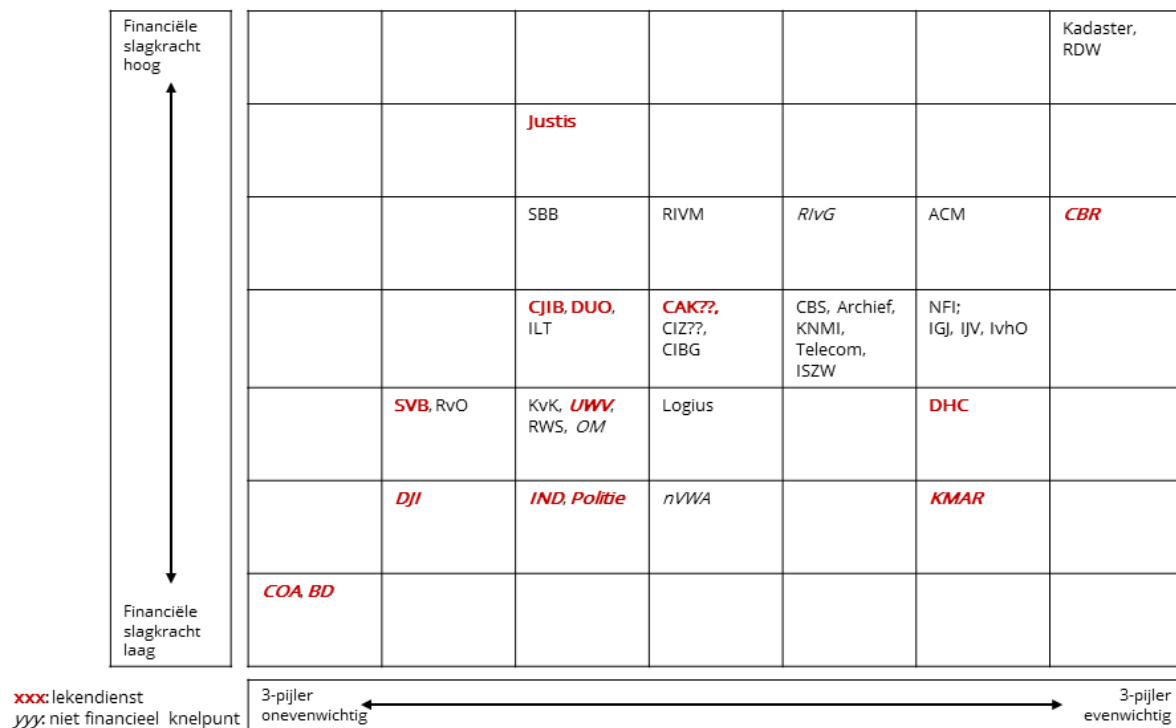 Financiële
slagkracht
hoog
Kadaster,
RDW
Justis
SBB
RIVM
RIvG
ACM
CBR
CJIB, DUO,
ILT
CAK??,
CIZ??,
CIBG
CBS, Archief,
KNMI,
Telecom,
ISZW
NFI;
IGJ, IJV, IvhO
SVB, RvO
KvK, UWV,
RWS, OM
Logius
DHC
DJI
IND, Politie
nVWA
KMAR
COA, BD
Financiële
slagkracht
laag
xxx: lekendienst
yyy: niet financieel knelpunt
3-pijler
onevenwichtig
3-pijler
evenwichtig